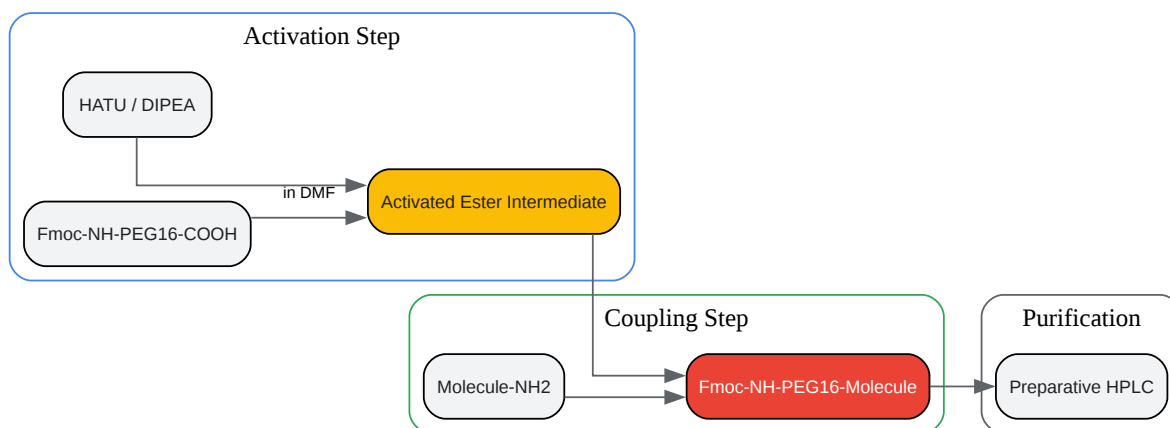 Activation Step
HATU / DIPEA
in DMF
Activated Ester Intermediate
Fmoc-NH-PEG16-COOH
Coupling Step
Molecule-NH2
Fmoc-NH-PEG16-Molecule
Purification
Preparative HPLC